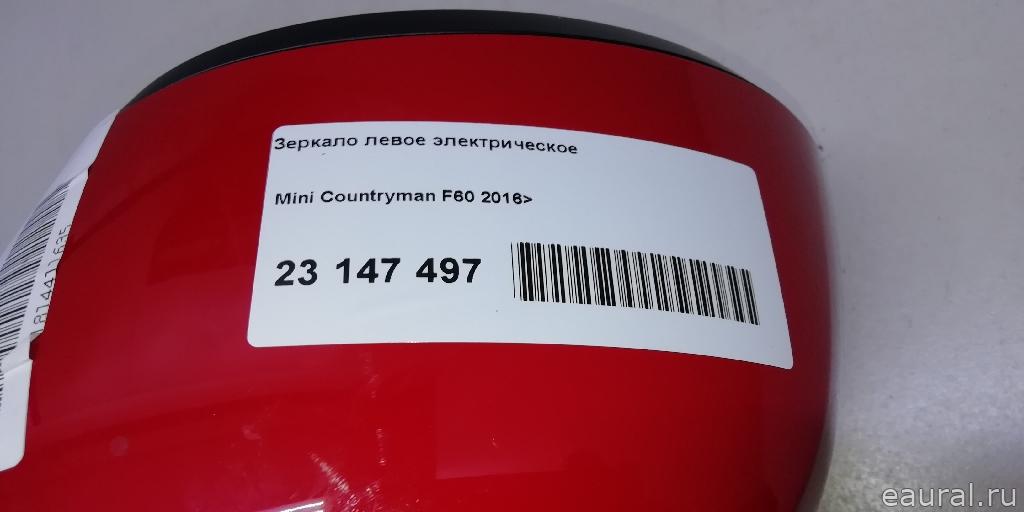 Зеркало левое электрическое
Mini Countryman F60 2016>
23 147 497
eaural.ru